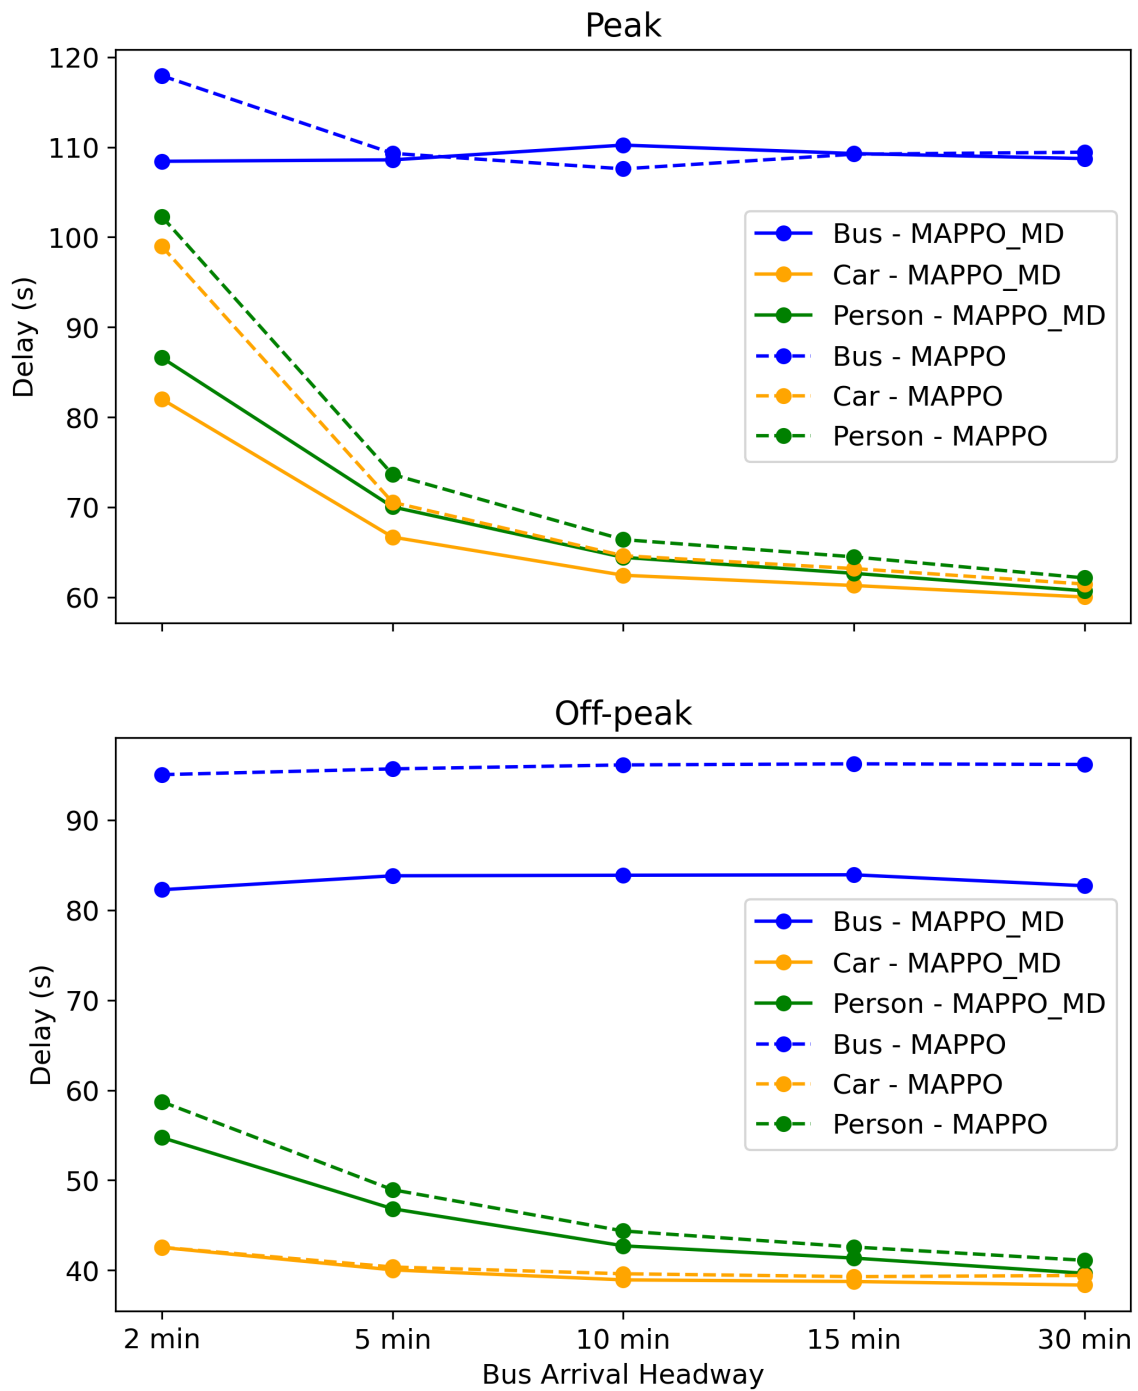 Peak
120
110
100
90
80
70
60
Delay (s)
Bus - MAPPO_MD
Car - MAPPO_MD
Person - MAPPO_MD
Bus - MAPPO
Car - MAPPO
Person - MAPPO
Off-peak
90
80
70
60
50
40
Delay (s)
Bus - MAPPO_MD
Car - MAPPO_MD
Person - MAPPO_MD
Bus - MAPPO
Car - MAPPO
Person - MAPPO
2 min 5 min 10 min 15 min 30 min
Bus Arrival Headway